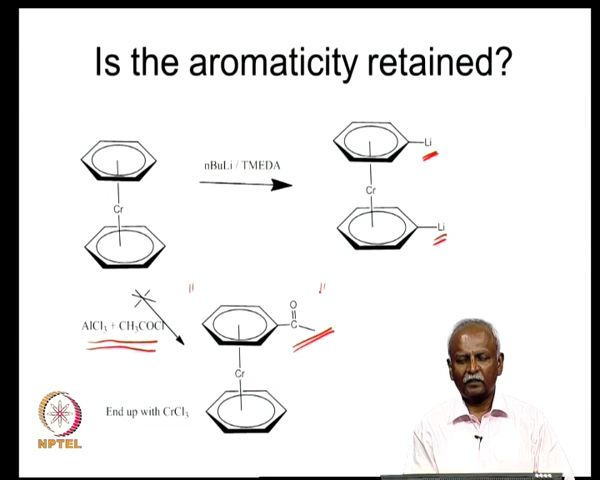 Is the aromaticity retained?
Li
nBuLi / TMEDA
Cr
Cr
Li
O
C
AlCl3 + CH3COCl
Cr
End up with CrCl3
NPTEL